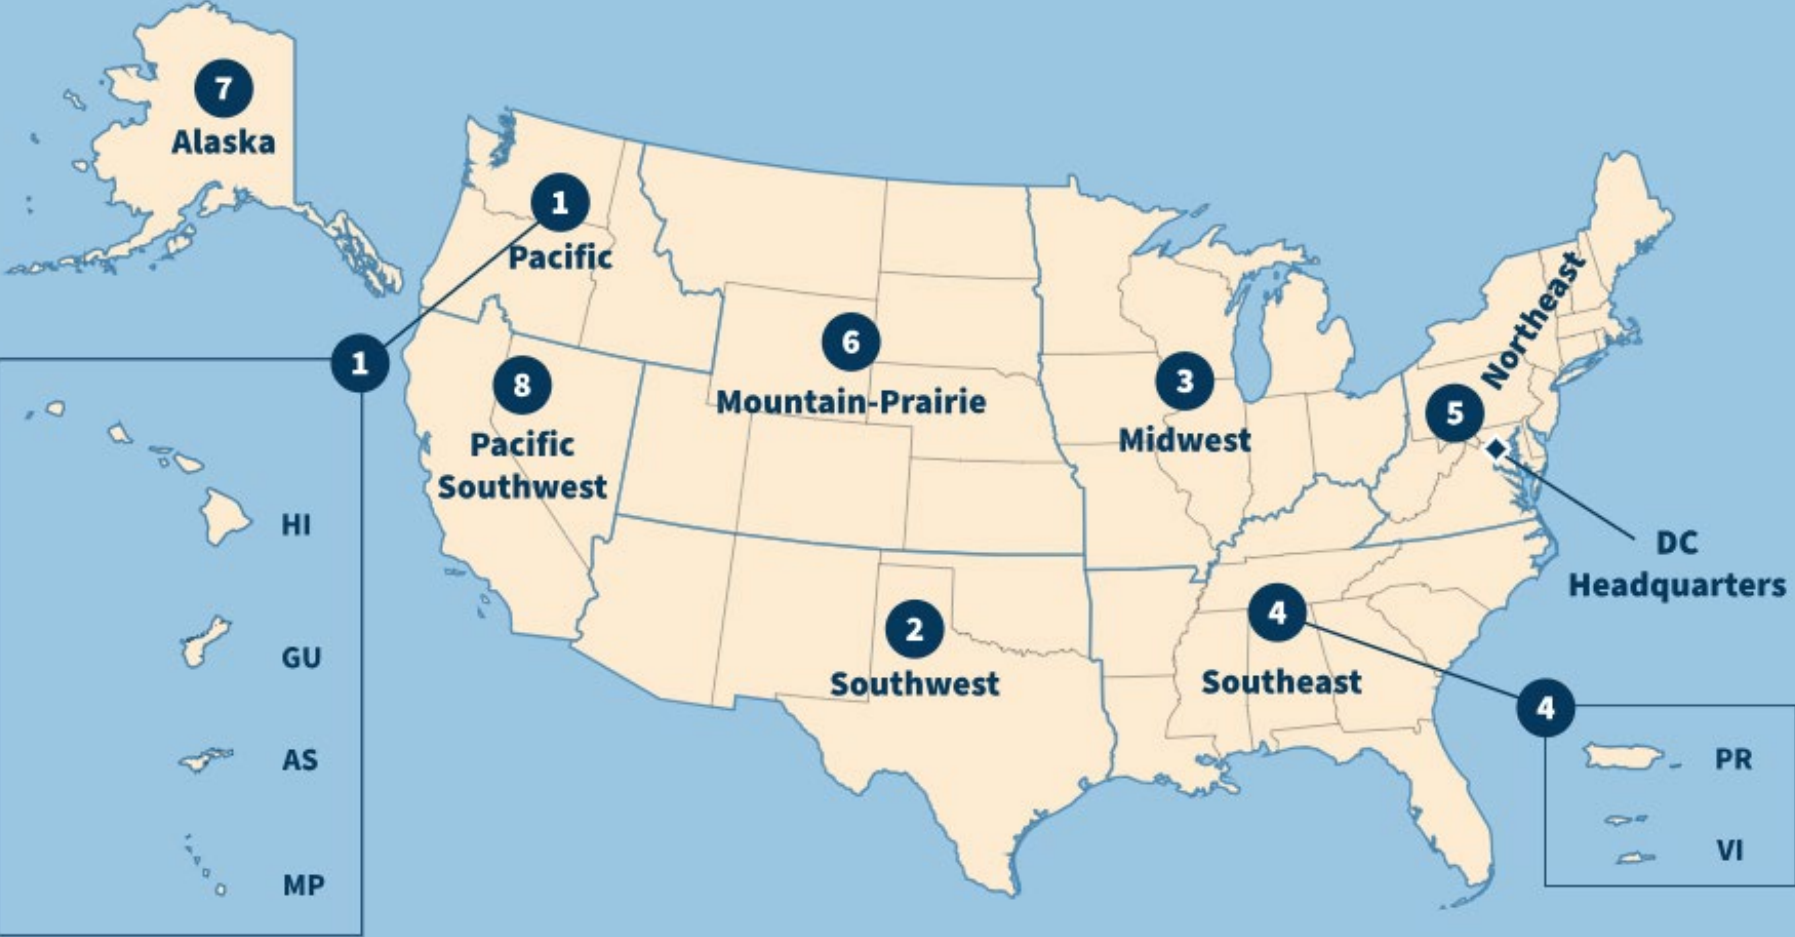 7
Alaska
1
Pacific
1
8
Pacific
Southwest
6
Mountain-Prairie
3
Midwest
5
Northeast
DC
Headquarters
2
Southwest
4
Southeast
4
HI
GU
AS
MP
PR
VI